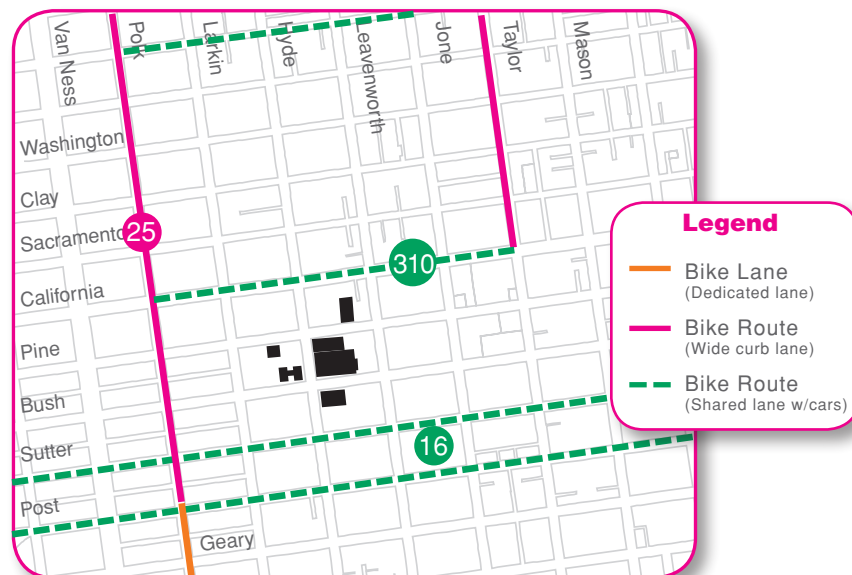 Van Ness
Polk
Larkin
Hyde
Leavenworth
Jone
Taylor
Mason
Washington
Clay
Sacramento
25
310
California
Pine
Bush
Sutter
16
Post
Geary
Legend
Bike Lane
(Dedicated lane)
Bike Route
(Wide curb lane)
Bike Route
(Shared lane w/cars)